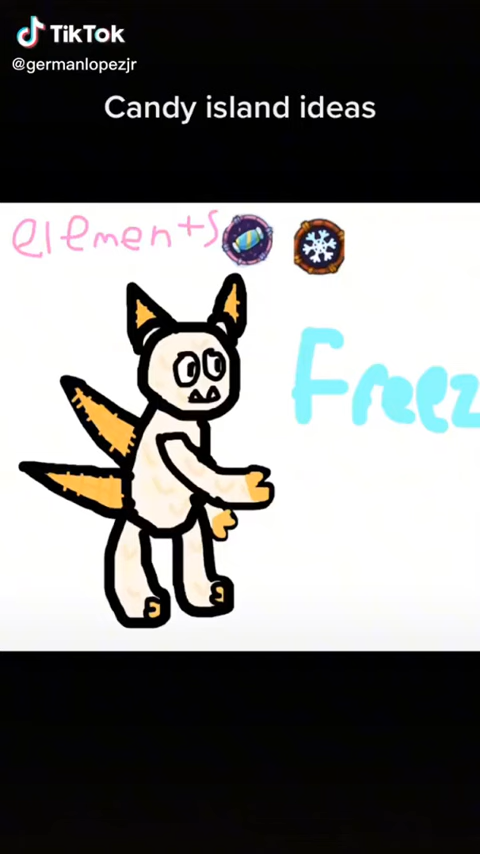 TikTok
@germanlopezjr
Candy island ideas
elements
Freez